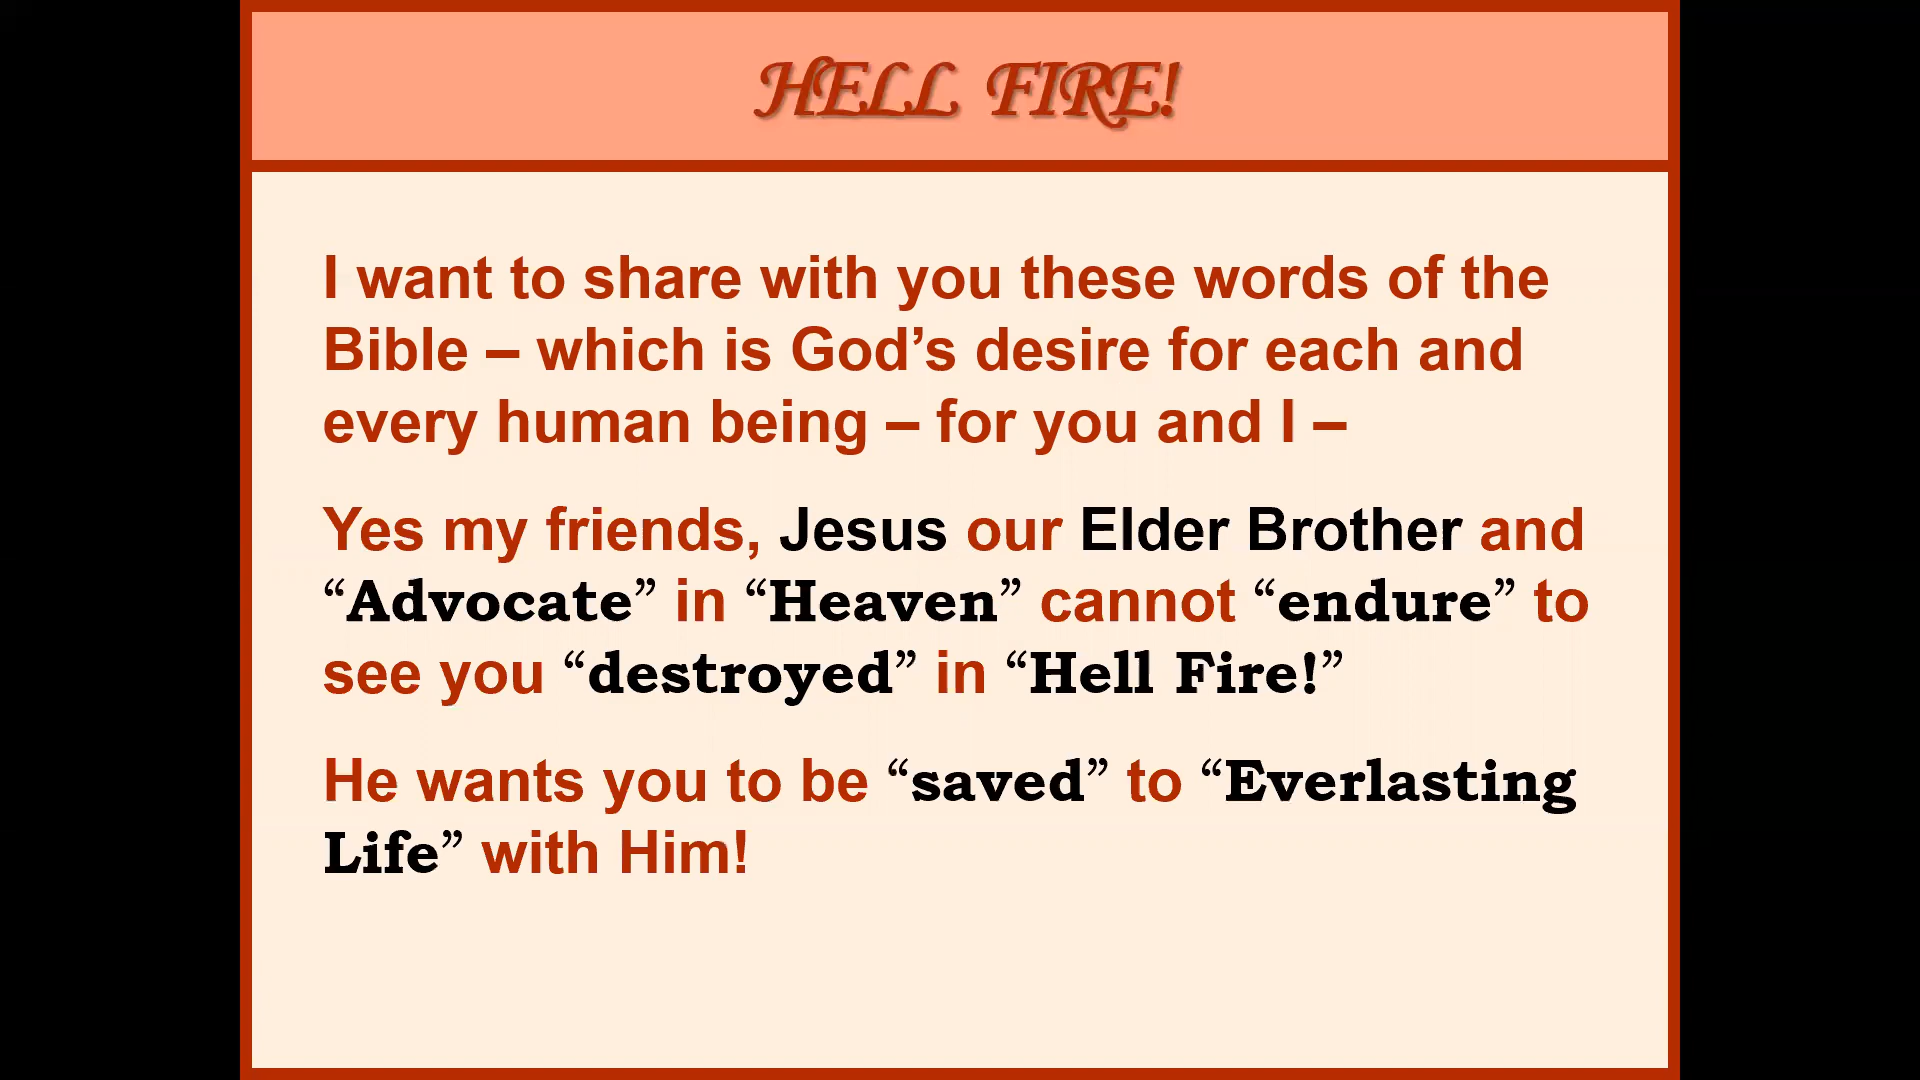 HELL FIRE!
I want to share with you these words of the
Bible – which is God’s desire for each and
every human being – for you and I –
Yes my friends, Jesus our Elder Brother and
“Advocate” in “Heaven” cannot “endure” to
see you “destroyed” in “Hell Fire!”
He wants you to be “saved” to “Everlasting
Life” with Him!